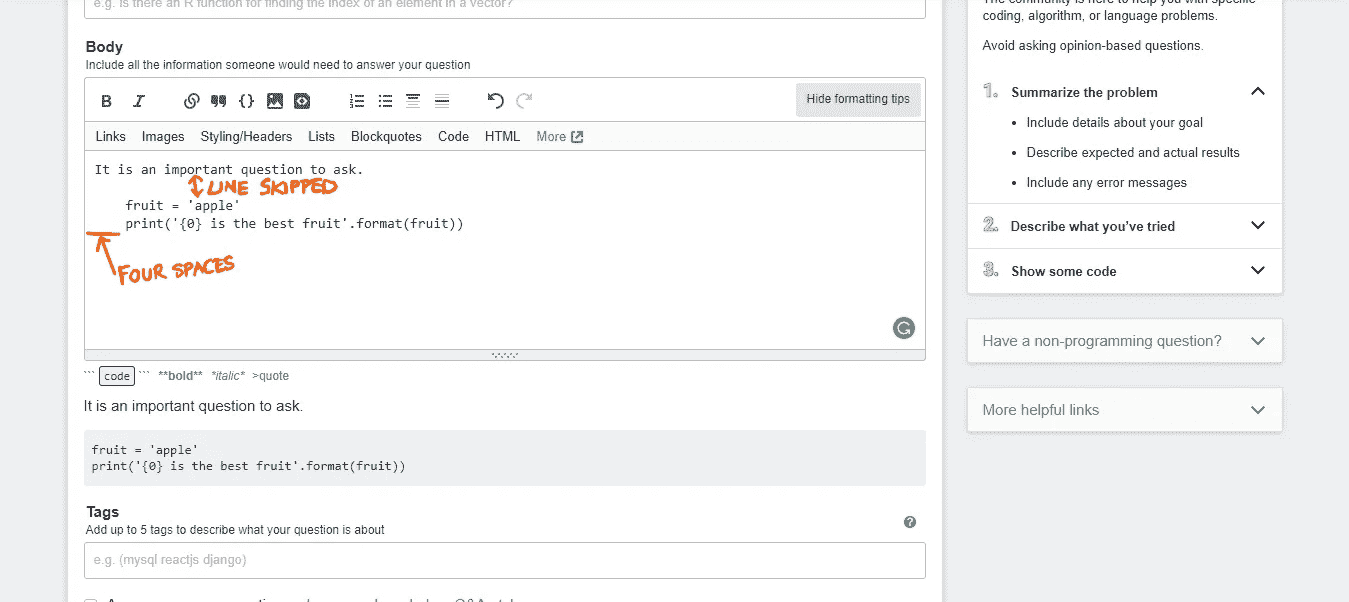 e.g. Is there an R function for finding the index of an element in a vector?
Body
Include all the information someone would need to answer your question
B I
Hide formatting tips
Links Images Styling/Headers Lists Blockquotes Code HTML More
It is an important question to ask.
LINE SKIPPED
fruit = 'apple'
print('{0} is the best fruit'.format(fruit))
FOUR SPACES
``` code ``` **bold** *italic* >quote
It is an important question to ask.
fruit = 'apple'
print('{0} is the best fruit'.format(fruit))
Tags
Add up to 5 tags to describe what your question is about
?
e.g. (mysql reactjs django)
The community is here to help you with specific
coding, algorithm, or language problems.
Avoid asking opinion-based questions.
1. Summarize the problem
• Include details about your goal
• Describe expected and actual results
• Include any error messages
2. Describe what you've tried
3. Show some code
Have a non-programming question?
More helpful links